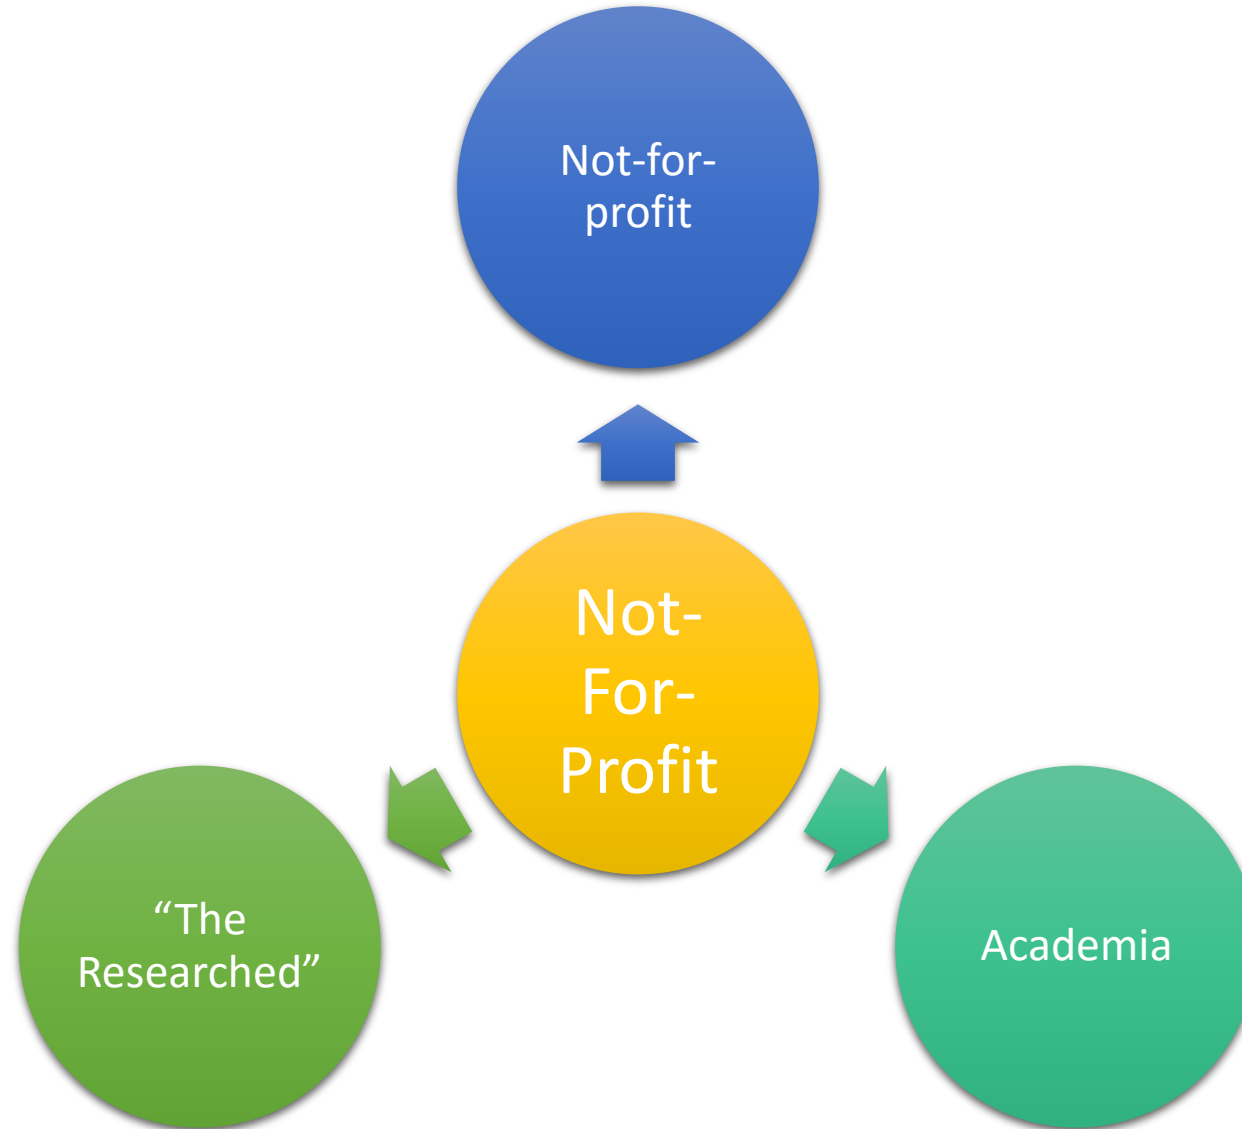 Not-for-
profit
Not-
For-
Profit
“The
Researched”
Academia